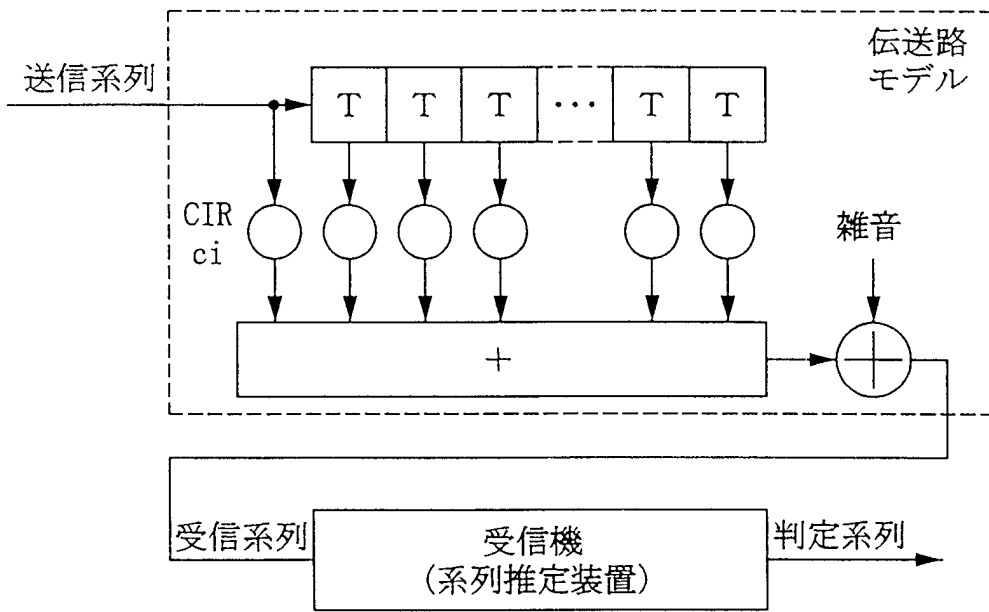 伝送路
モデル
送信系列
T T T ··· T T
CIR
ci
雑音
+
受信系列
受信機
(系列推定装置)
判定系列